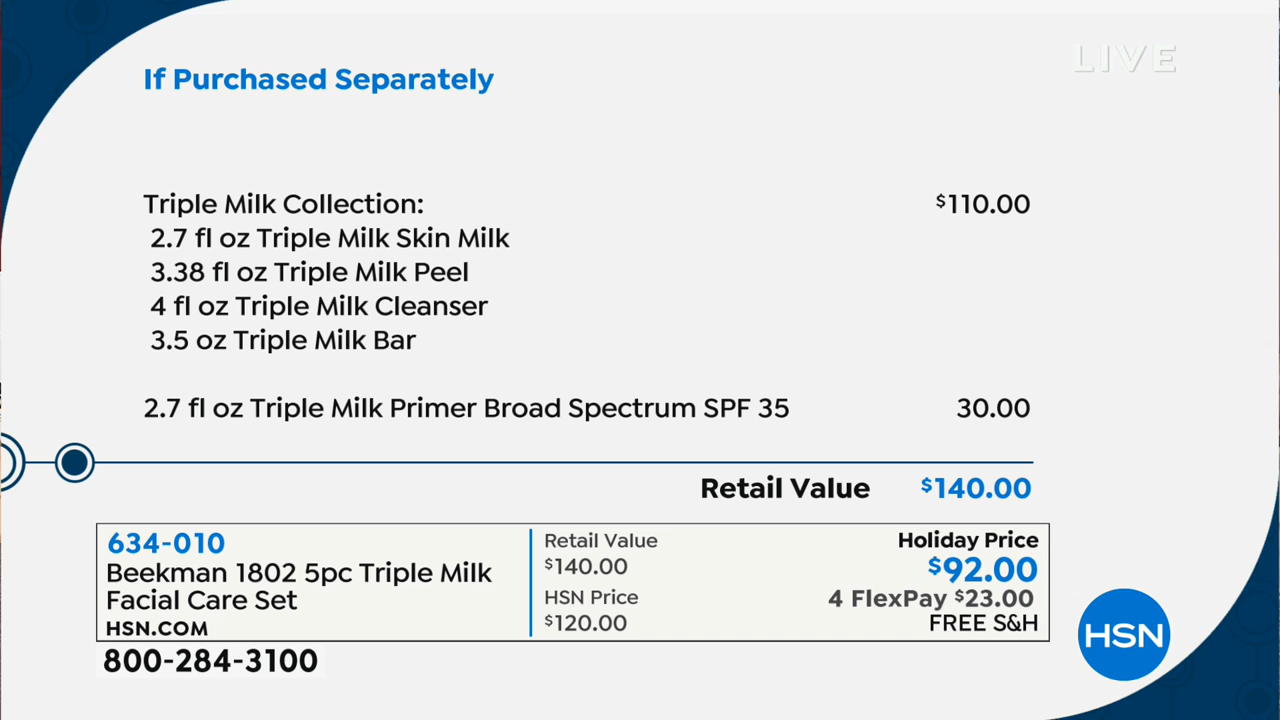 LIVE
If Purchased Separately
Triple Milk Collection: $110.00
2.7 fl oz Triple Milk Skin Milk
3.38 fl oz Triple Milk Peel
4 fl oz Triple Milk Cleanser
3.5 oz Triple Milk Bar
2.7 fl oz Triple Milk Primer Broad Spectrum SPF 35 30.00
Retail Value $140.00
634-010
Beekman 1802 5pc Triple Milk
Facial Care Set
HSN.COM
Retail Value
$140.00
HSN Price
$120.00
Holiday Price
$92.00
4 FlexPay $23.00
FREE S&H
800-284-3100
HSN